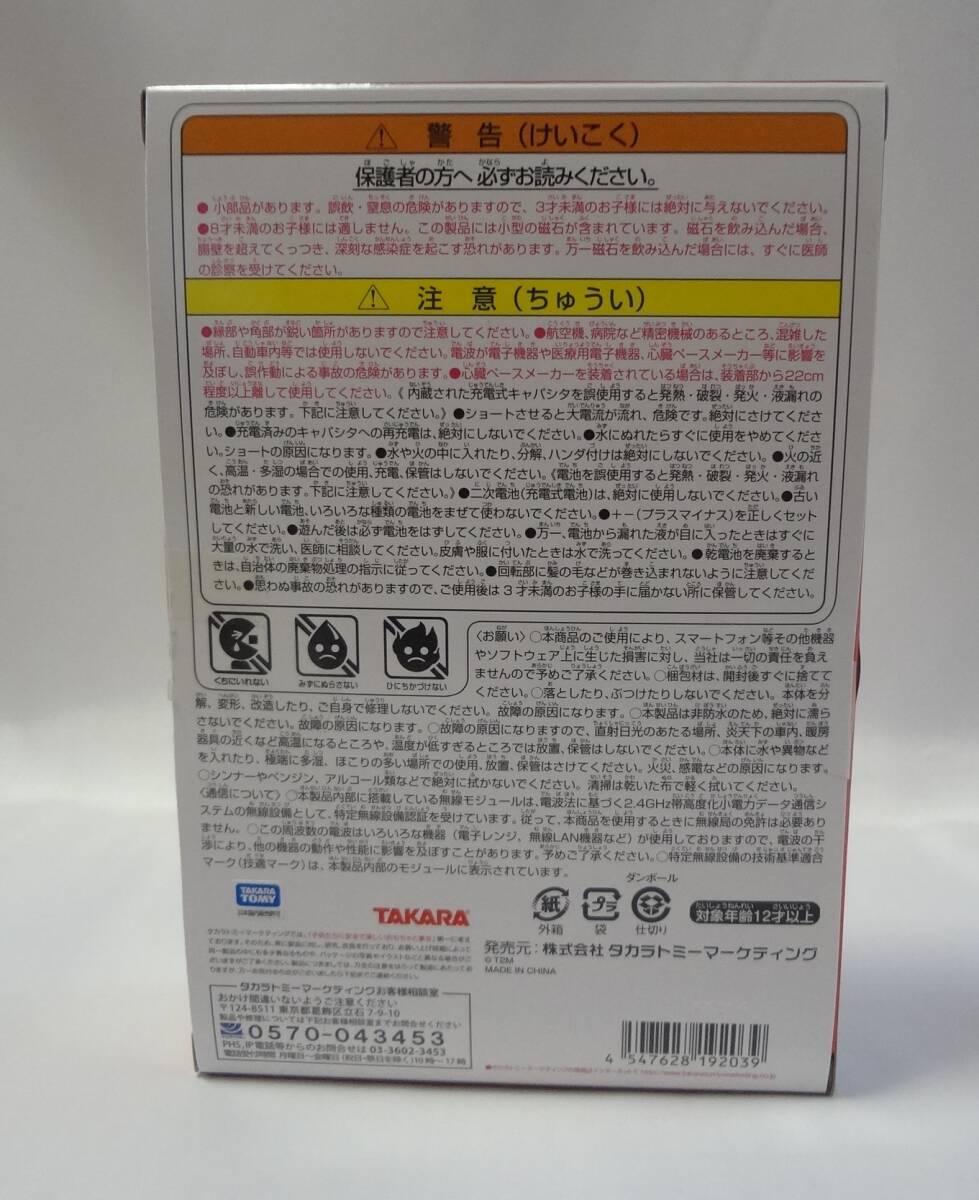 ⚠ 警告（けいこく）
保護者の方へ 必ずお読みください。
●小部品があります。誤飲・窒息の危険がありますので、3才未満のお子様には絶対に与えないでください。
●8才未満のお子様には適しません。この製品には小型の磁石が含まれています。磁石を飲み込んだ場合、
腸壁を超えてくっつき、深刻な感染症を起こす恐れがあります。万一磁石を飲み込んだ場合には、すぐに医師
の診察を受けてください。
⚠ 注意（ちゅうい）
●縁部や角部が鋭い箇所がありますので注意してください。●航空機、病院など精密機械のあるところ、混雑した
場所、自動車内等では使用しないでください。電波が電子機器や医療用電子機器、心臓ペースメーカー等に影響を
及ぼし、誤作動による事故の危険があります。●心臓ペースメーカーを装着されている場合は、装着部から22cm
程度以上離して使用してください。《内蔵された充電式キャパシタを誤使用すると発熱・破裂・発火・液漏れの
危険があります。下記に注意してください。》●ショートさせると大電流が流れ、危険です。絶対にさけてくださ
い。●充電済みのキャパシタへの再充電は、絶対にしないでください。●水にぬれたらすぐに使用をやめてくださ
い。ショートの原因になります。●水や火の中に入れたり、分解、ハンダ付けは絶対にしないでください。●火の近
く、高温・多湿の場合での使用、充電、保管はしないでください。《電池を誤使用すると発熱・破裂・発火・液漏れ
の恐れがあります。下記に注意してください。》●二次電池（充電式電池）は、絶対に使用しないでください。●古い
電池と新しい電池、いろいろな種類の電池をまぜて使わないでください。●＋－（プラスマイナス）を正しくセット
してください。●遊んだ後は必ず電池をはずしてください。●万一、電池から漏れた液が目に入ったときはすぐに
大量の水で洗い、医師に相談してください。皮膚や服に付いたときは水で洗ってください。●乾電池を廃棄すると
きは、自治体の廃棄物処理の指示に従ってください。●回転部に髪の毛などが巻き込まれないように注意してくだ
さい。●思わぬ事故の恐れがありますので、ご使用後は3才未満のお子様の手に届かない所に保管してください。
くちにいれない
みずにぬらさない
ひにちかづけない
〈お願い〉○本商品のご使用により、スマートフォン等その他機器
やソフトウェア上に生じた損害に対し、当社は一切の責任を負え
ませんので予めご了承ください。○梱包材は、開封後すぐに捨てて
ください。○落としたり、ぶつけたりしないでください。本体を分
解、変形、改造したり、ご自身で修理しないでください。故障の原因になります。○本製品は非防水のため、絶対に濡ら
さないでください。故障の原因になります。○故障の原因になりますので、直射日光のあたる場所、炎天下の車内、暖房
器具の近くなど高温になるところや、温度が低すぎるところでは放置、保管はしないでください。○本体に水や異物など
を入れたり、極端に多湿、ほこりの多い場所での使用、放置、保管はさけてください。火災、感電などの原因になります。
○シンナーやベンジン、アルコール類などで絶対に拭かないでください。清掃は乾いた布で軽く拭いてください。
〈通信について〉○本製品内部に搭載している無線モジュールは、電波法に基づく2.4GHz帯高度化小電力データ通信シ
ステムの無線設備として、特定無線設備認証を受けています。従って、本商品を使用するときに無線局の免許は必要あり
ません。○この周波数の電波はいろいろな機器（電子レンジ、無線LAN機器など）が使用しておりますので、電波の干
渉により、他の機器の動作や性能に影響を及ぼすことがあります。予めご了承ください。○特定無線設備の技術基準適合
マーク（技適マーク）は、本製品内部のモジュールに表示されています。
TAKARA TOMY
TAKARA
紙
外箱
プラ
袋
ダンボール
仕切り
対象年齢12才以上
発売元：株式会社 タカラトミーマーケティング
©T2M
MADE IN CHINA
タカラトミーマーケティングお客様相談室
おかけ間違いないようご注意ください
〒124-8511 東京都葛飾区立石7-9-10
製品や修理については下記お客様相談室までお問合せください
0570-043453
PHS,IP電話等からのお問合せは 03-3602-3453
電話受付時間 月曜日〜金曜日（祝日・祭日を除く）10時〜17時
4 547628 192039